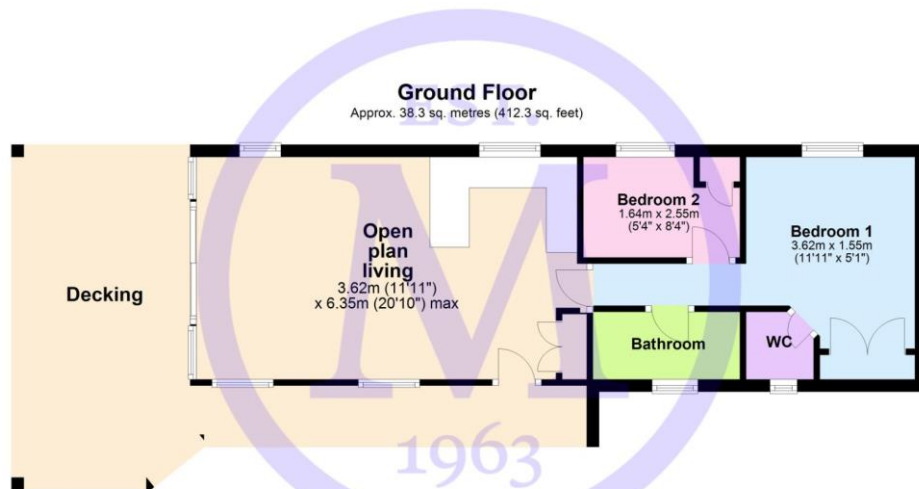 Ground Floor
Approx. 38.3 sq. metres (412.3 sq. feet)
EST.
Bedroom 2
1.64m x 2.55m
(5'4" x 8'4")
Bedroom 1
3.62m x 1.55m
(11'11" x 5'1")
Open
plan
living
3.62m (11'11")
x 6.35m (20'10") max
Decking
Bathroom
WC
M
1963